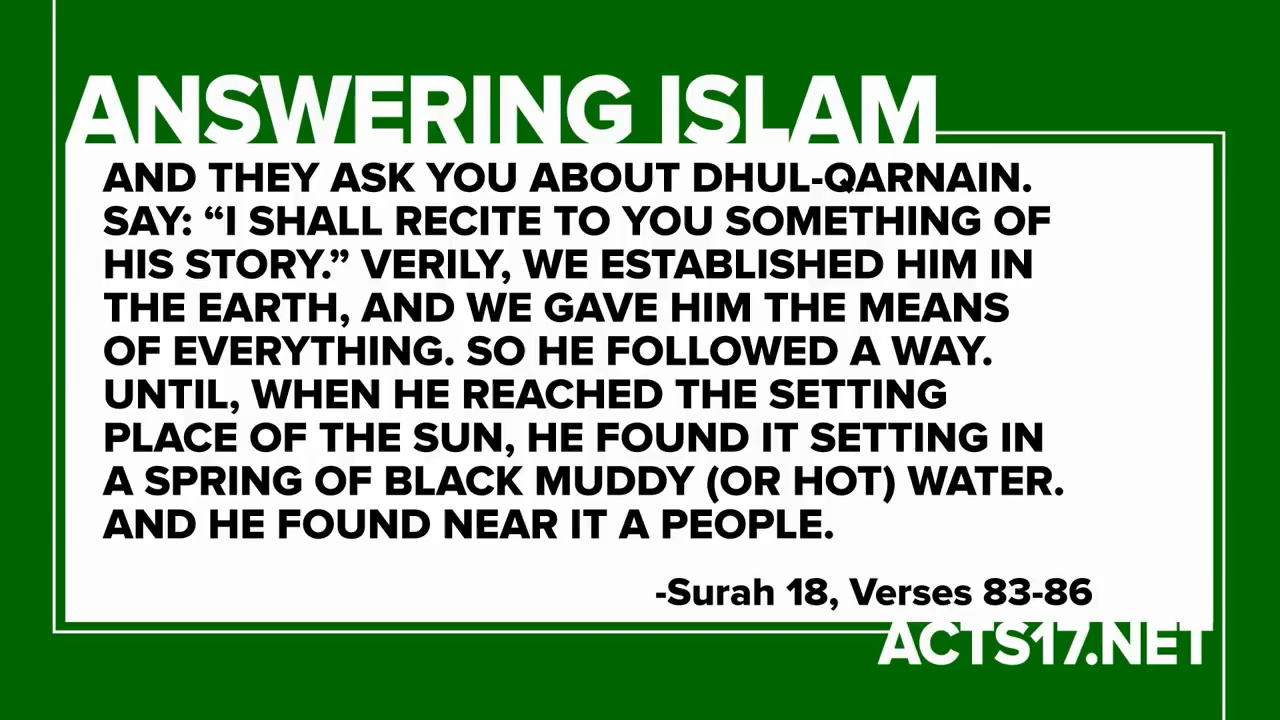 ANSWERING ISLAM
AND THEY ASK YOU ABOUT DHUL-QARNAIN.
SAY: “I SHALL RECITE TO YOU SOMETHING OF
HIS STORY.” VERILY, WE ESTABLISHED HIM IN
THE EARTH, AND WE GAVE HIM THE MEANS
OF EVERYTHING. SO HE FOLLOWED A WAY.
UNTIL, WHEN HE REACHED THE SETTING
PLACE OF THE SUN, HE FOUND IT SETTING IN
A SPRING OF BLACK MUDDY (OR HOT) WATER.
AND HE FOUND NEAR IT A PEOPLE.
-Surah 18, Verses 83-86
ACTS17.NET